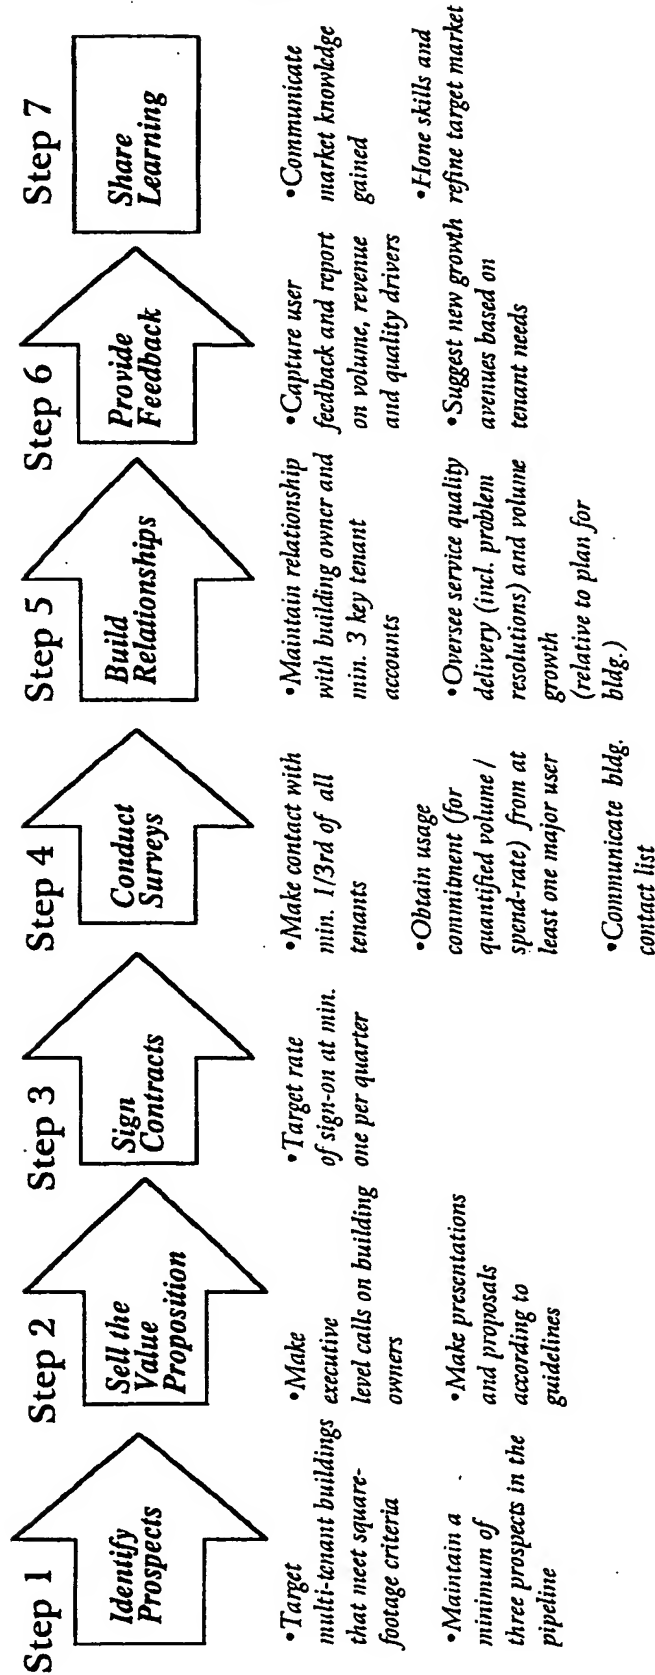 Step 1
Identify
Prospects
•Target
multi-tenant buildings
that meet square-
footage criteria
•Maintain a
minimum of
three prospects in the
pipeline
Step 2
Sell the
Value
Proposition
•Make
executive
level calls on building
owners
•Make presentations
and proposals
according to
guidelines
Step 3
Sign
Contracts
•Target rate
of sign-on at min.
one per quarter
Step 4
Conduct
Surveys
•Make contact with
min. 1/3rd of all
tenants
•Obtain usage
commitment (for
quantified volume /
spend-rate) from at
least one major user
•Communicate bldg.
contact list
Step 5
Build
Relationships
•Maintain relationship
with building owner and
min. 3 key tenant
accounts
•Oversee service quality
delivery (incl. problem
resolutions) and volume
growth
(relative to plan for
bldg.)
Step 6
Provide
Feedback
•Capture user
feedback and report
on volume, revenue
and quality drivers
•Suggest new growth
avenues based on
tenant needs
Step 7
Share
Learning
•Communicate
market knowledge
gained
•Hone skills and
refine target market